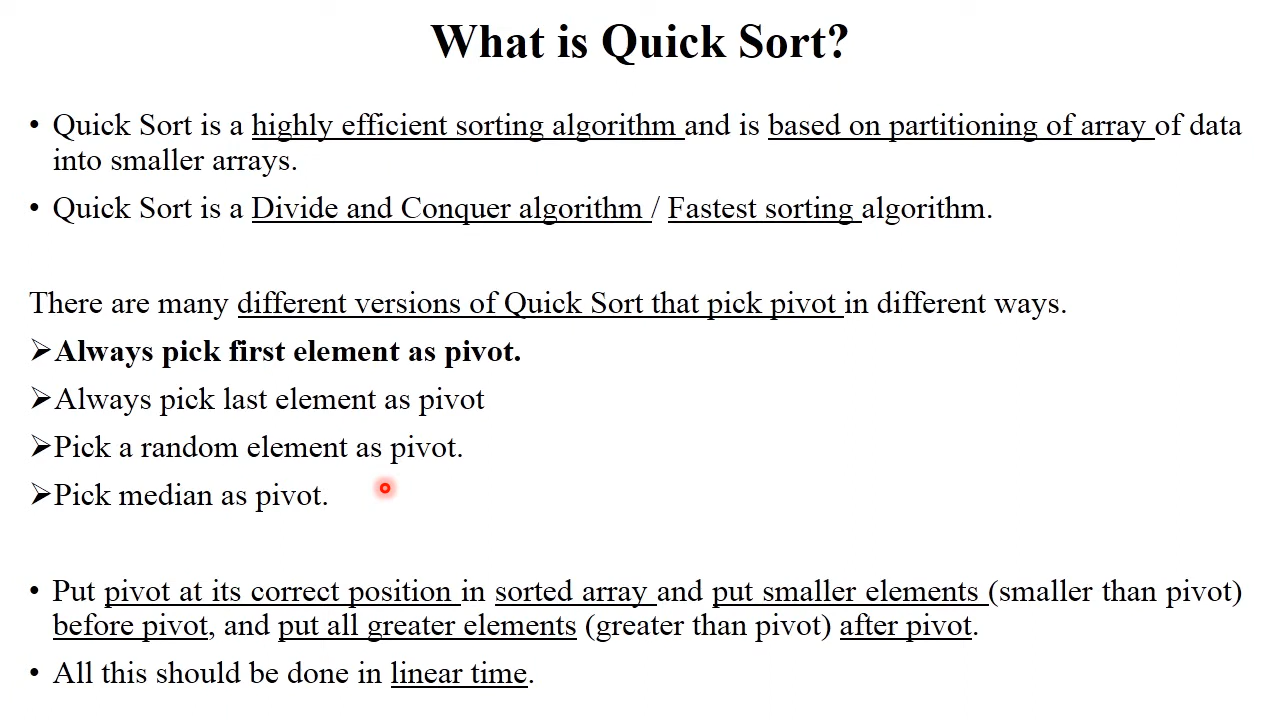 What is Quick Sort?
• Quick Sort is a highly efficient sorting algorithm and is based on partitioning of array of data
into smaller arrays.
• Quick Sort is a Divide and Conquer algorithm / Fastest sorting algorithm.
There are many different versions of Quick Sort that pick pivot in different ways.
➢Always pick first element as pivot.
➢Always pick last element as pivot
➢Pick a random element as pivot.
➢Pick median as pivot.
• Put pivot at its correct position in sorted array and put smaller elements (smaller than pivot)
before pivot, and put all greater elements (greater than pivot) after pivot.
• All this should be done in linear time.